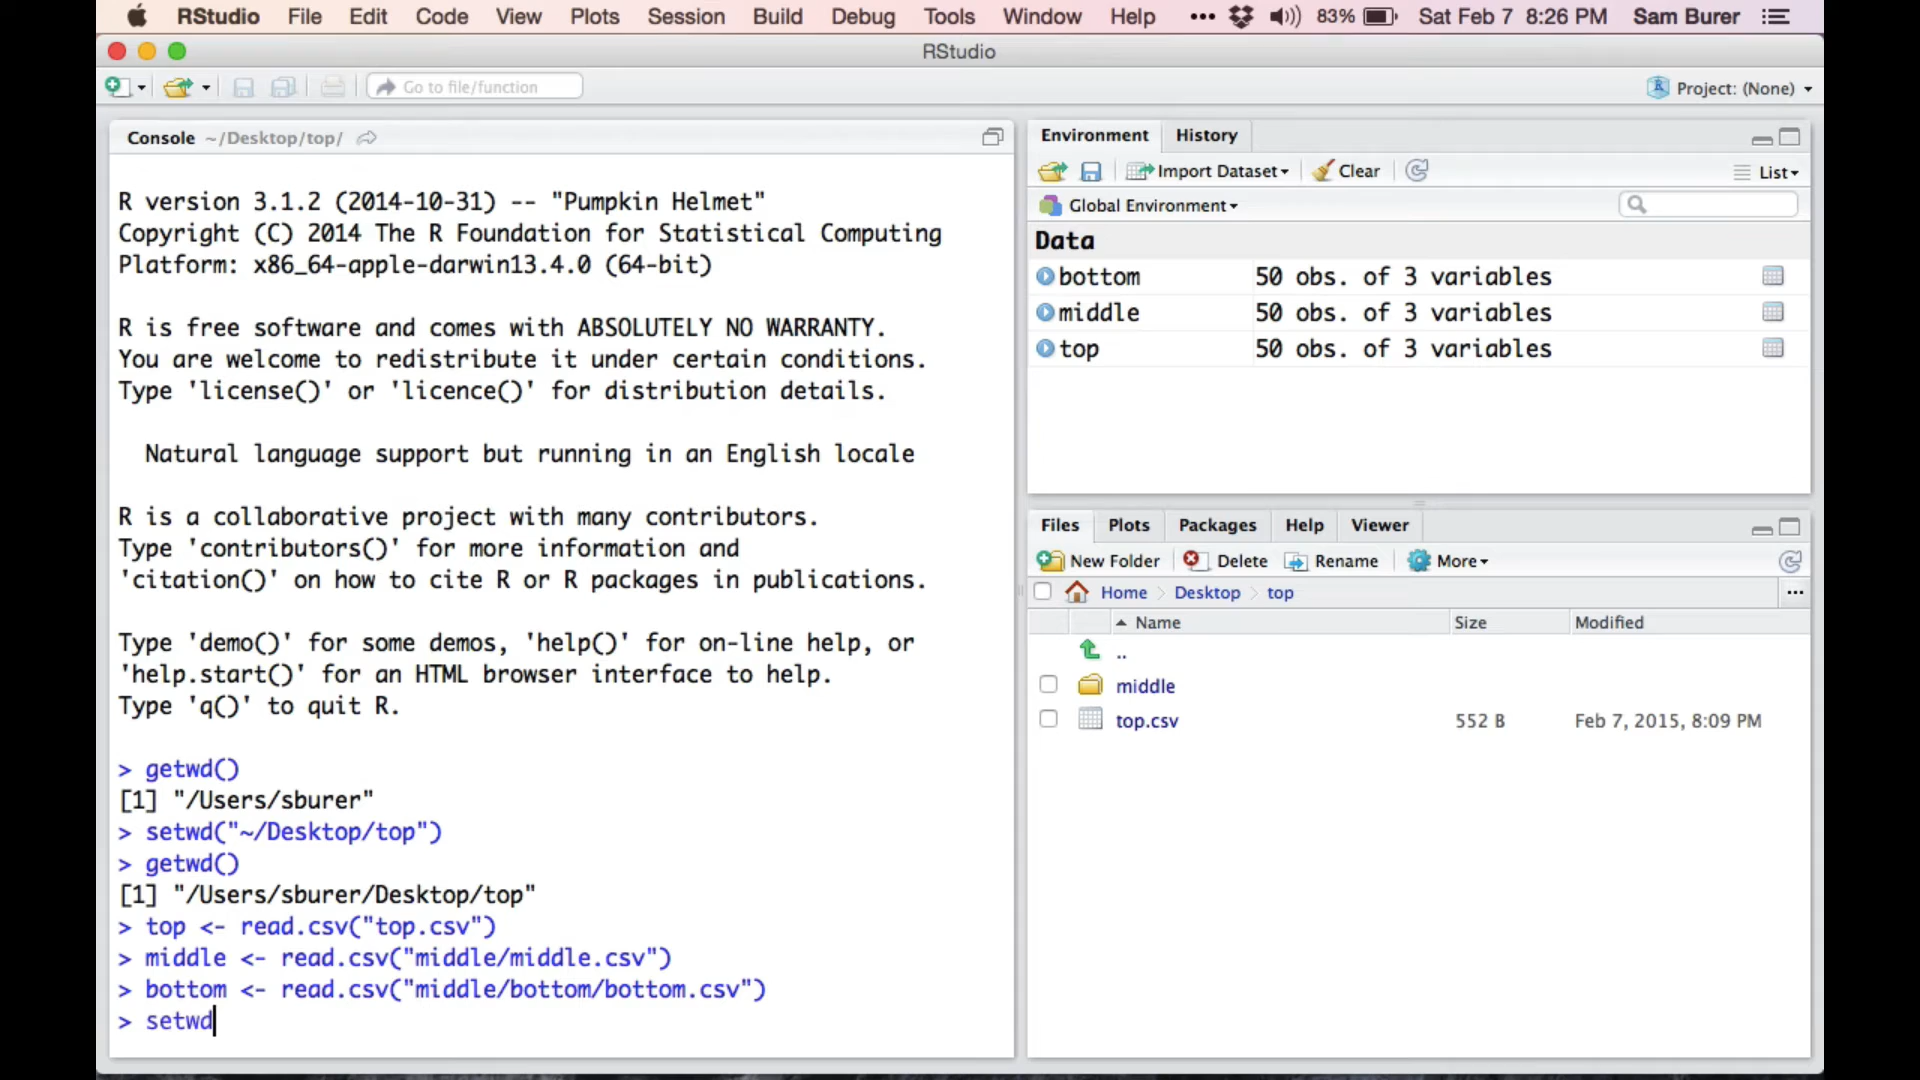 RStudio File Edit Code View Plots Session Build Debug Tools Window Help 83% Sat Feb 7 8:26 PM Sam Burer
RStudio
Go to file/function
Project: (None)
Console ~/Desktop/top/
R version 3.1.2 (2014-10-31) -- "Pumpkin Helmet"
Copyright (C) 2014 The R Foundation for Statistical Computing
Platform: x86_64-apple-darwin13.4.0 (64-bit)
R is free software and comes with ABSOLUTELY NO WARRANTY.
You are welcome to redistribute it under certain conditions.
Type 'license()' or 'licence()' for distribution details.
Natural language support but running in an English locale
R is a collaborative project with many contributors.
Type 'contributors()' for more information and
'citation()' on how to cite R or R packages in publications.
Type 'demo()' for some demos, 'help()' for on-line help, or
'help.start()' for an HTML browser interface to help.
Type 'q()' to quit R.
> getwd()
[1] "/Users/sburer"
> setwd("~/Desktop/top")
> getwd()
[1] "/Users/sburer/Desktop/top"
> top <- read.csv("top.csv")
> middle <- read.csv("middle/middle.csv")
> bottom <- read.csv("middle/bottom/bottom.csv")
> setwd
Environment History
Import Dataset Clear List
Global Environment
Data
bottom 50 obs. of 3 variables
middle 50 obs. of 3 variables
top 50 obs. of 3 variables
Files Plots Packages Help Viewer
New Folder Delete Rename More
Home Desktop top ...
Name Size Modified
..
middle
top.csv 552 B Feb 7, 2015, 8:09 PM